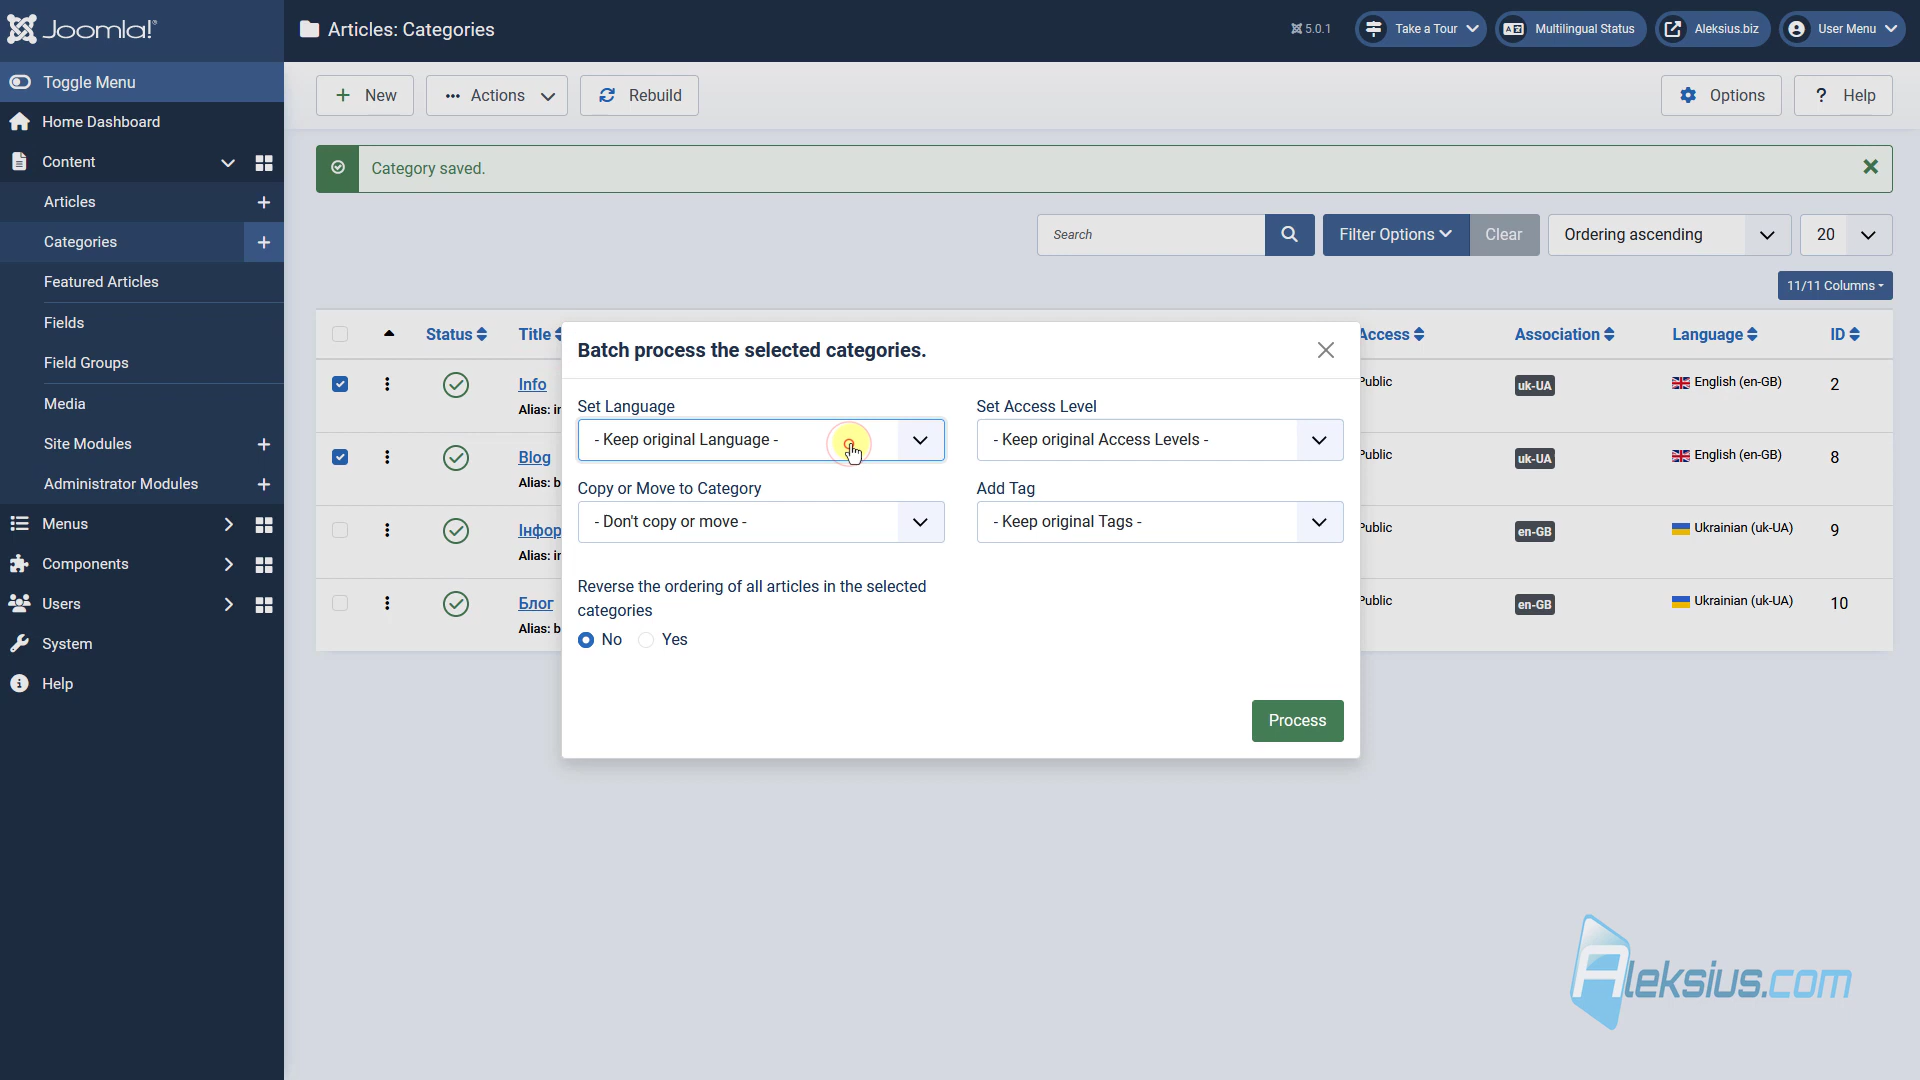 Joomla!®
Articles: Categories
5.0.1
Take a Tour
Multilingual Status
Aleksius.biz
User Menu
Toggle Menu
Home Dashboard
Content
Articles
Categories
Featured Articles
Fields
Field Groups
Media
Site Modules
Administrator Modules
Menus
Components
Users
System
Help
New
Actions
Rebuild
Options
? Help
Category saved.
Search
Filter Options
Clear
Ordering ascending
20
11/11 Columns
Status
Title
Access
Association
Language
ID
Info
Public
uk-UA
English (en-GB)
2
Blog
Public
uk-UA
English (en-GB)
8
Public
en-GB
Ukrainian (uk-UA)
9
Блог
Public
en-GB
Ukrainian (uk-UA)
10
Alias:
Alias:
Alias:
Alias:
Batch process the selected categories.
Set Language
- Keep original Language -
Set Access Level
- Keep original Access Levels -
Copy or Move to Category
- Don't copy or move -
Add Tag
- Keep original Tags -
Reverse the ordering of all articles in the selected
categories
No
Yes
Process
Aleksius.com